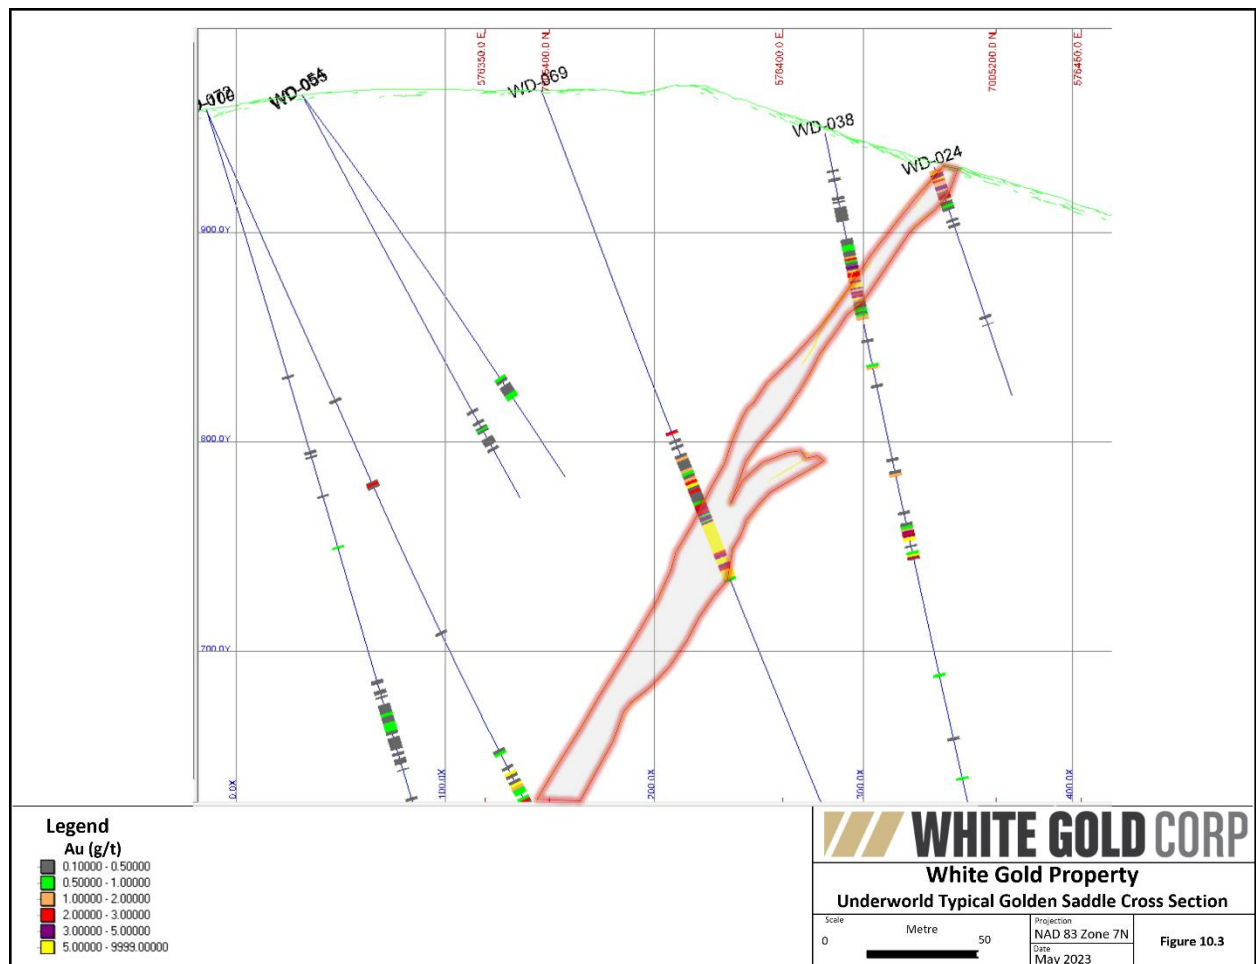 576350.0 E
576400.0 E
7005200.0 N
576450.0 E
WD-069
WD-038
WD-024
900.0Y
800.0Y
700.0Y
0.0X
100.0X
200.0X
300.0X
400.0X
Legend
Au (g/t)
0.10000 - 0.50000
0.50000 - 1.00000
1.00000 - 2.00000
2.00000 - 3.00000
3.00000 - 5.00000
5.00000 - 9999.00000
WHITE GOLD CORP
White Gold Property
Underworld Typical Golden Saddle Cross Section
Scale
Metre
0
50
Projection
NAD 83 Zone 7N
Date
May 2023
Figure 10.3